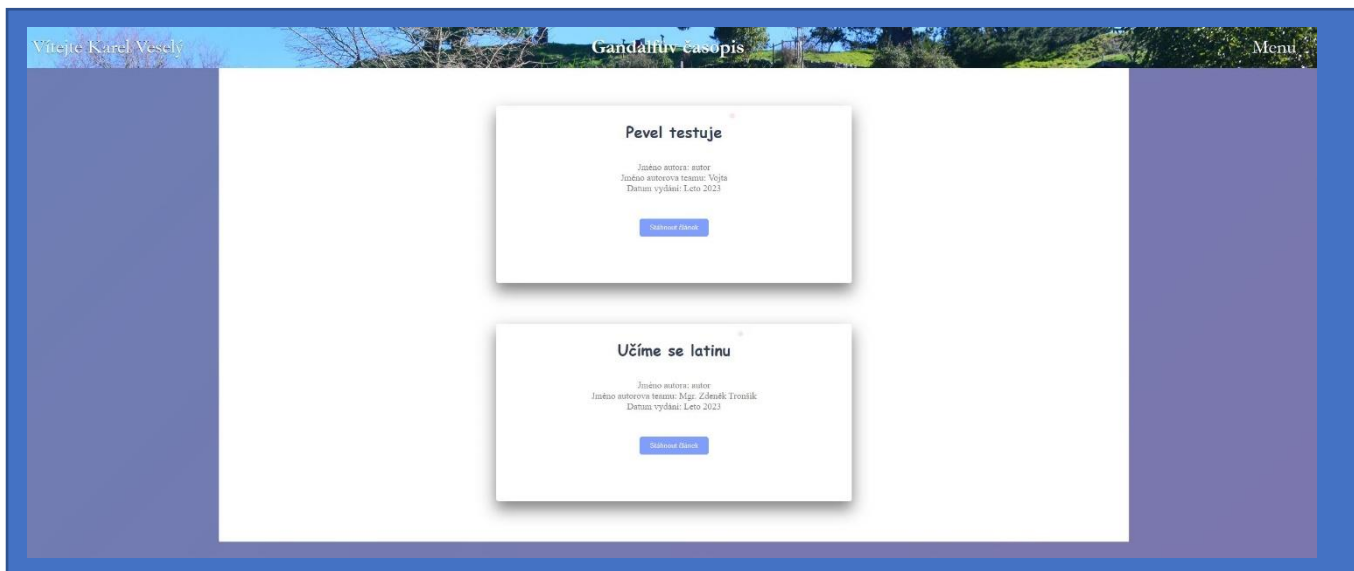 Vítejte Karel Veselý
Gandalfův časopis
Menu
Pevel testuje
Jméno autora: autor
Jméno autorova teamu: Vojta
Datum vydání: Leto 2023
Stáhnout článek
Učíme se latinu
Jméno autora: autor
Jméno autorova teamu: Mgr. Zdeněk Tronšik
Datum vydání: Leto 2023
Stáhnout článek